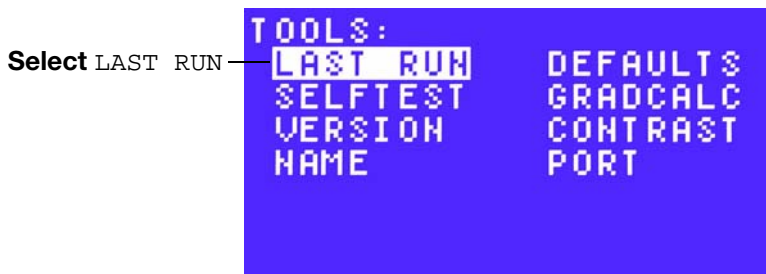 TOOLS:
Select LAST RUN
LAST RUN DEFAULTS
SELFTEST GRADCALC
VERSION CONTRAST
NAME PORT